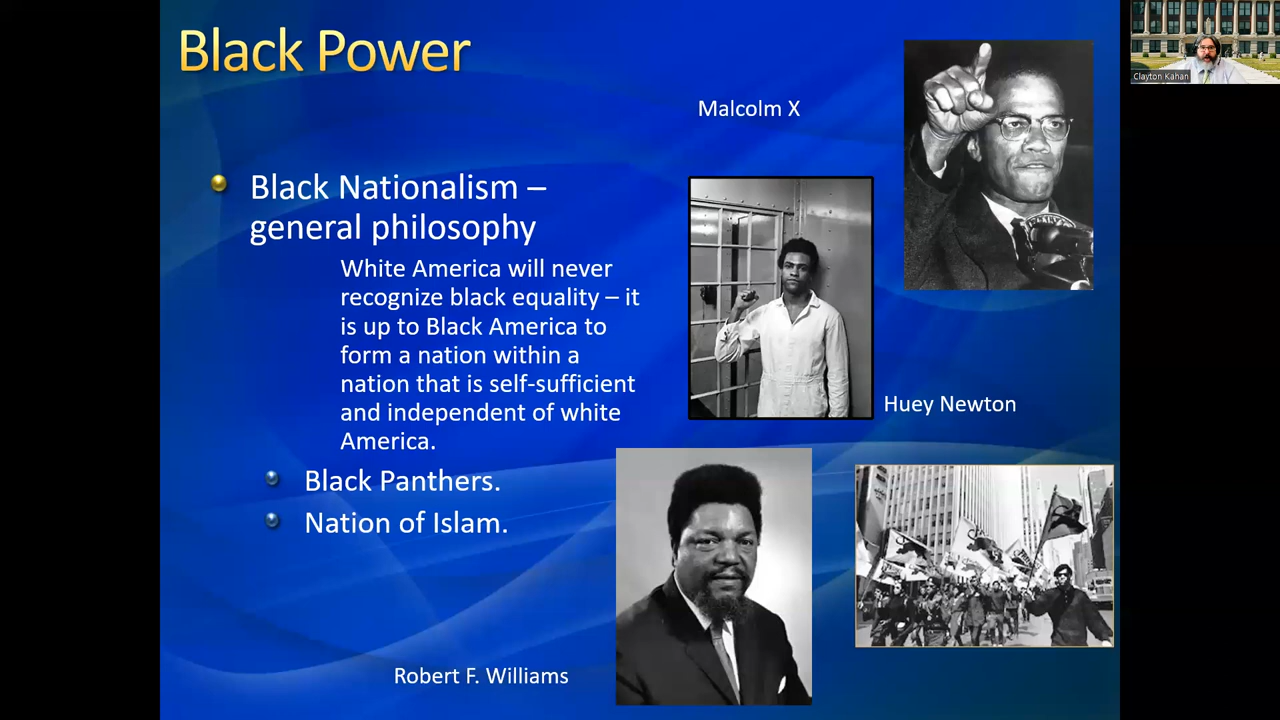 Black Power
Malcolm X
Clayton Kahan
Black Nationalism –
general philosophy
White America will never
recognize black equality – it
is up to Black America to
form a nation within a
nation that is self-sufficient
and independent of white
America.
Huey Newton
Black Panthers.
Nation of Islam.
Robert F. Williams